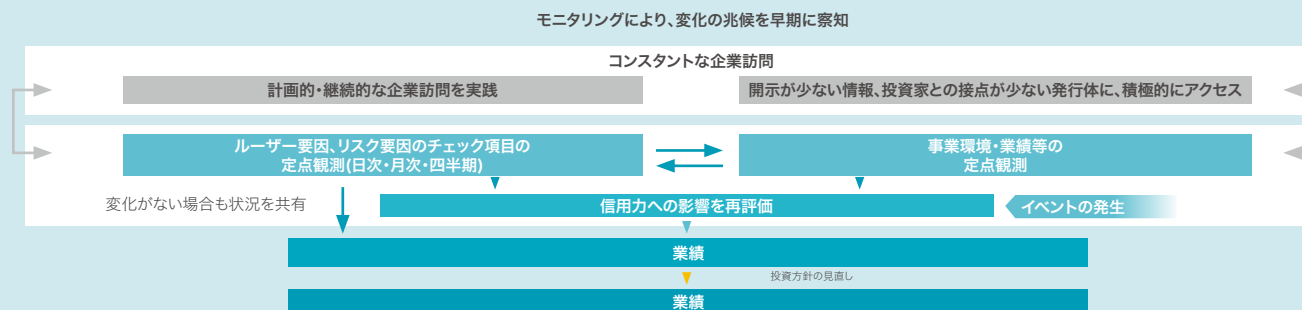 モニタリングにより、変化の兆候を早期に察知
コンスタントな企業訪問
計画的・継続的な企業訪問を実践
開示が少ない情報、投資家との接点が少ない発行体に、積極的にアクセス
ルーザー要因、リスク要因のチェック項目の
定点観測(日次・月次・四半期)
事業環境・業績等の
定点観測
変化がない場合も状況を共有
信用力への影響を再評価
イベントの発生
業績
投資方針の見直し
業績